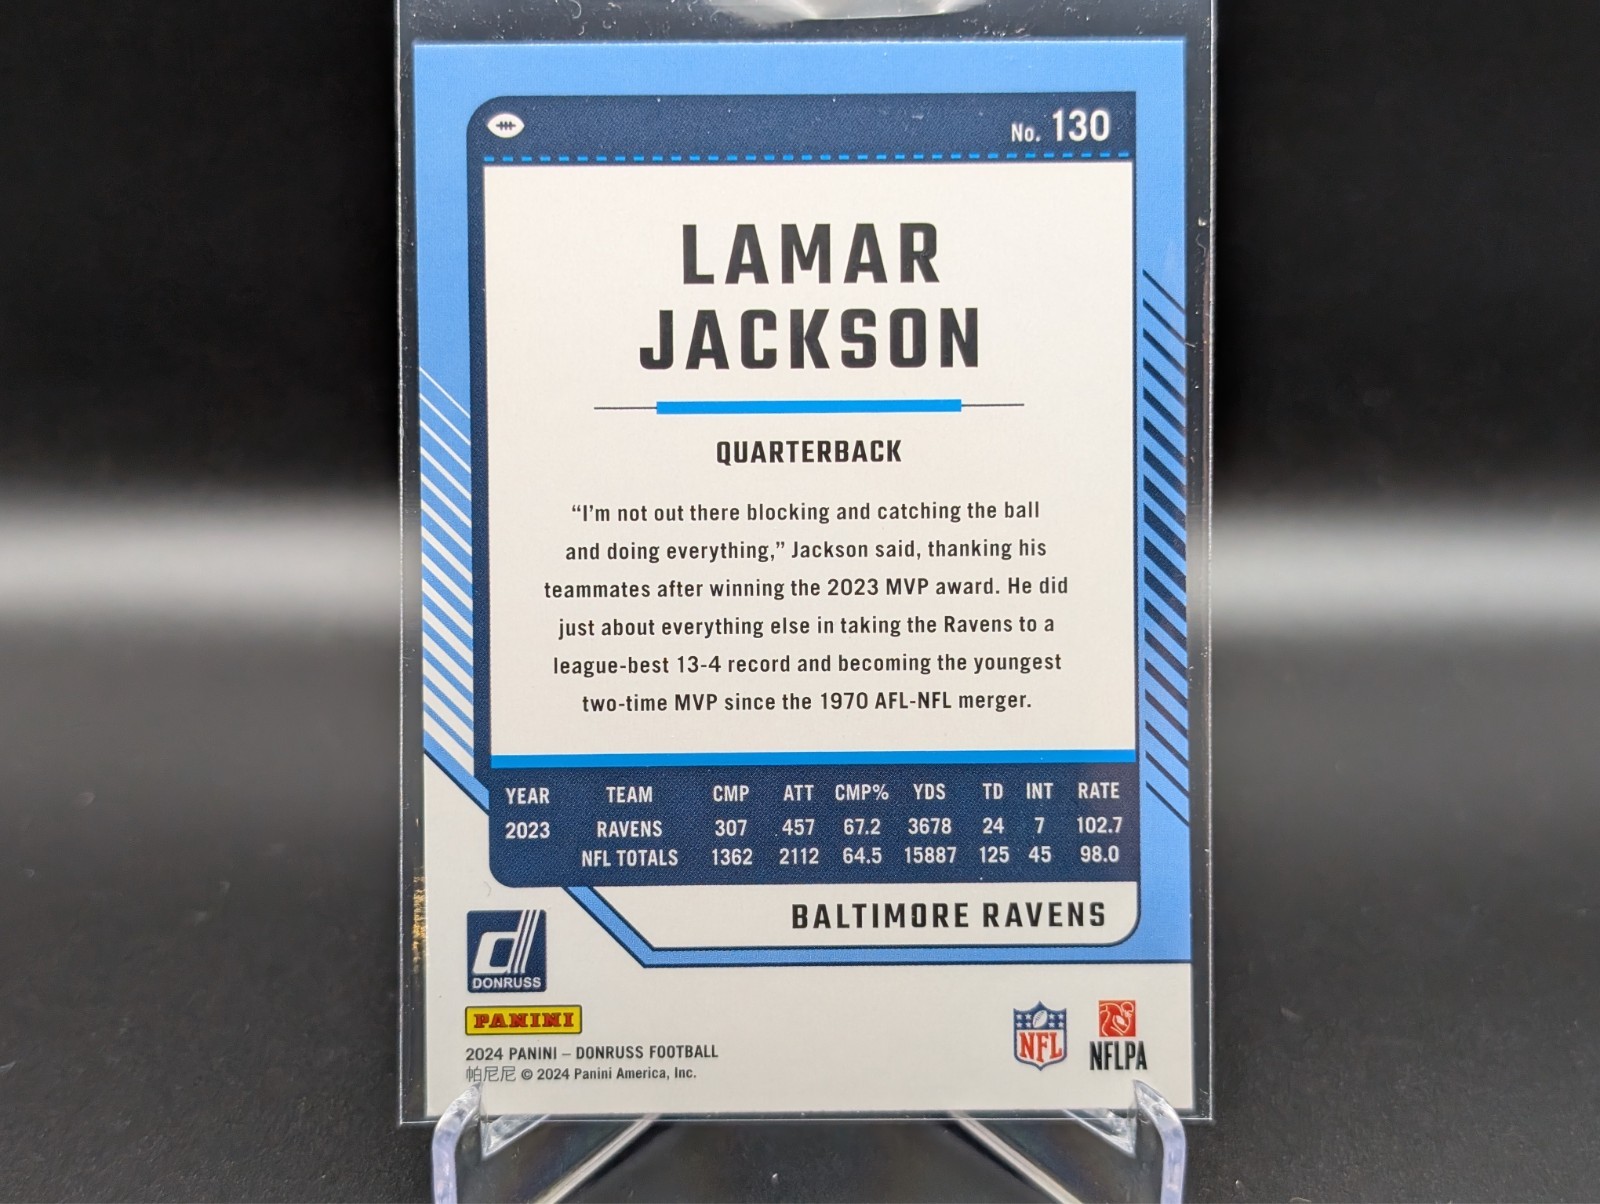 No. 130
LAMAR
JACKSON
QUARTERBACK
“I’m not out there blocking and catching the ball
and doing everything,” Jackson said, thanking his
teammates after winning the 2023 MVP award. He did
just about everything else in taking the Ravens to a
league-best 13-4 record and becoming the youngest
two-time MVP since the 1970 AFL-NFL merger.
YEAR TEAM CMP ATT CMP% YDS TD INT RATE
2023 RAVENS 307 457 67.2 3678 24 7 102.7
NFL TOTALS 1362 2112 64.5 15887 125 45 98.0
BALTIMORE RAVENS
d
DONRUSS
PANINI
NFL
NFLPA
2024 PANINI – DONRUSS FOOTBALL
帕尼尼 © 2024 Panini America, Inc.